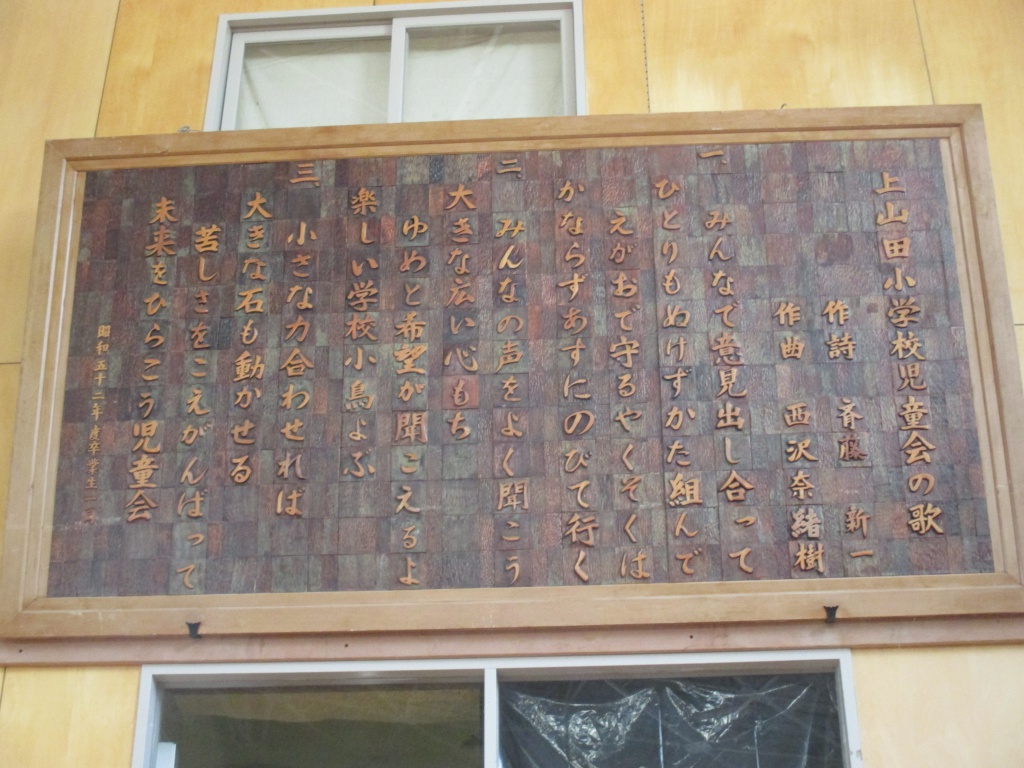 上山田小学校児童会の歌
作詩 斉藤 新一
作曲 西沢奈緒樹
一、みんなで意見出し合って
ひとりもぬけずかた組んで
えがおで守るやくそくは
かならずあすにのびて行く
二、みんなの声をよく聞こう
大きな広い心もち
ゆめと希望が聞こえるよ
楽しい学校小鳥よぶ
三、小さな力合わせれば
大きな石も動かせる
苦しさをこえがんばって
未来をひらこう児童会
昭和五十二年度卒学生一同